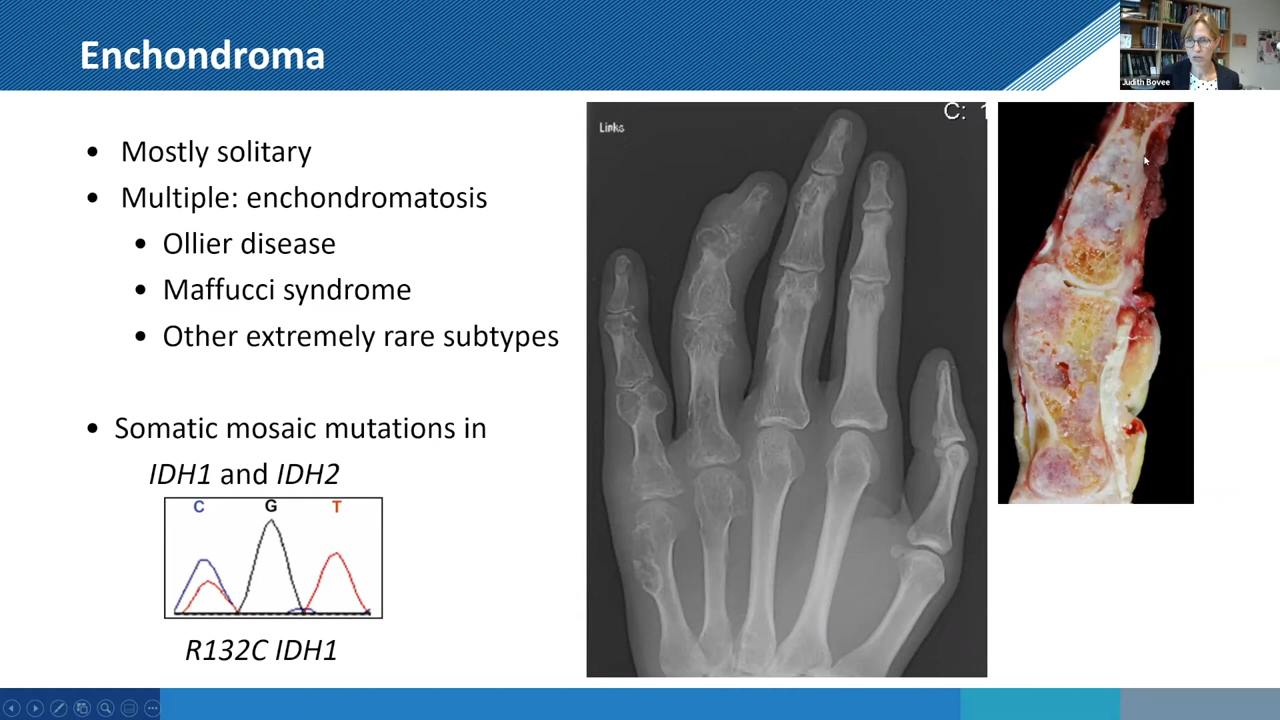 Enchondroma
Judith Bovee
• Mostly solitary
• Multiple: enchondromatosis
• Ollier disease
• Maffucci syndrome
• Other extremely rare subtypes
• Somatic mosaic mutations in
IDH1 and IDH2
C G T
R132C IDH1
Links
C: 1